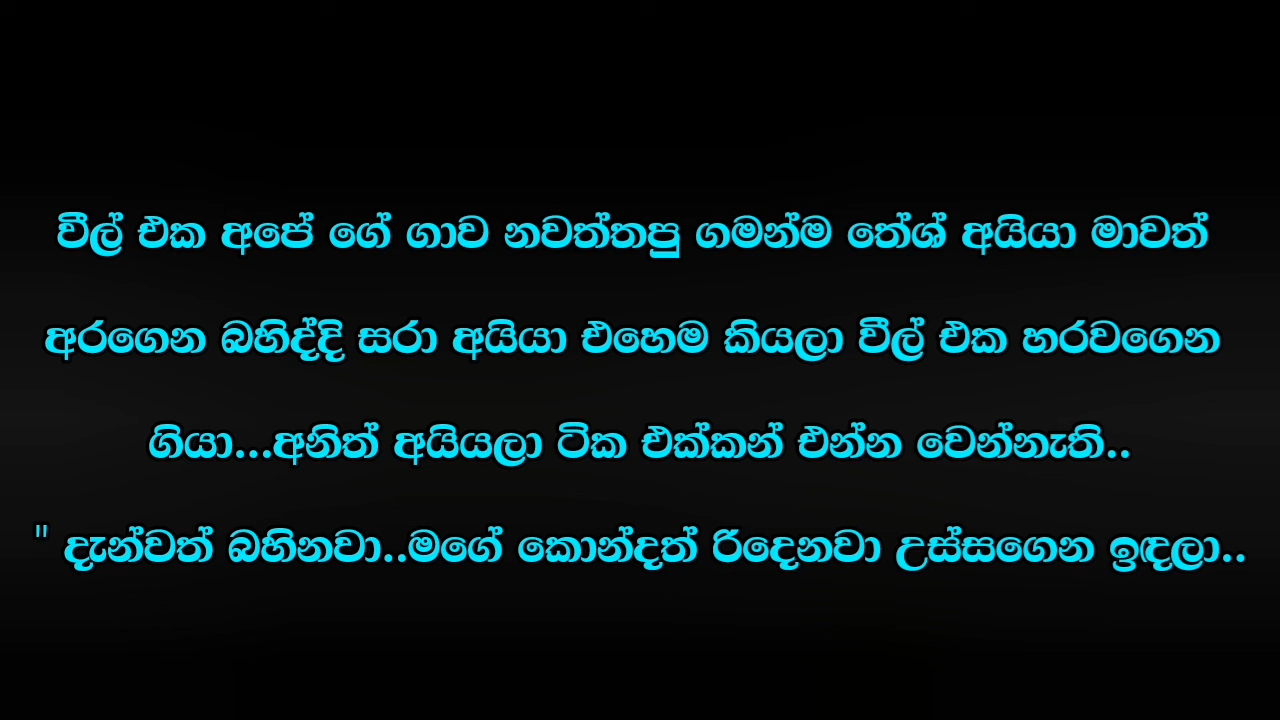 වීල් එක අපේ ගේ ගාව නවත්තපු ගමන්ම තේශ් අයියා මාවත්
අරගෙන බහිද්දි සරා අයියා එහෙම කියලා වීල් එක හරවගෙන
ගියා...අනිත් අයියලා ටික එක්කන් එන්න වෙන්නැති..
" දැන්වත් බහිනවා..මගේ කොන්දත් රිදෙනවා උස්සගෙන ඉඳලා..